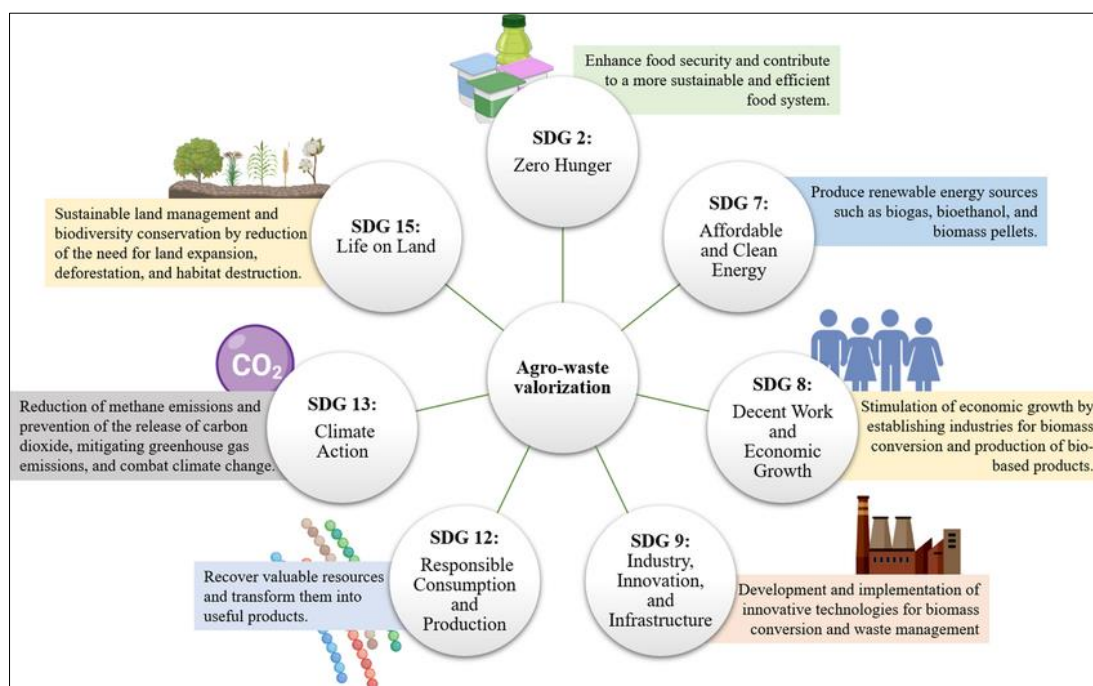 Enhance food security and contribute
to a more sustainable and efficient
food system.
SDG 2:
Zero Hunger
Produce renewable energy sources
such as biogas, bioethanol, and
biomass pellets.
SDG 7:
Affordable
and Clean
Energy
Stimulation of economic growth by
establishing industries for biomass
conversion and production of bio-
based products.
SDG 8:
Decent Work
and
Economic
Growth
Development and implementation of
innovative technologies for biomass
conversion and waste management
SDG 9:
Industry,
Innovation,
and
Infrastructure
SDG 12:
Responsible
Consumption
and
Production
Recover valuable resources
and transform them into
useful products.
CO₂
SDG 13:
Climate
Action
Reduction of methane emissions and
prevention of the release of carbon
dioxide, mitigating greenhouse gas
emissions, and combat climate change.
SDG 15:
Life on Land
Sustainable land management and
biodiversity conservation by reduction
of the need for land expansion,
deforestation, and habitat destruction.
Agro-waste
valorization